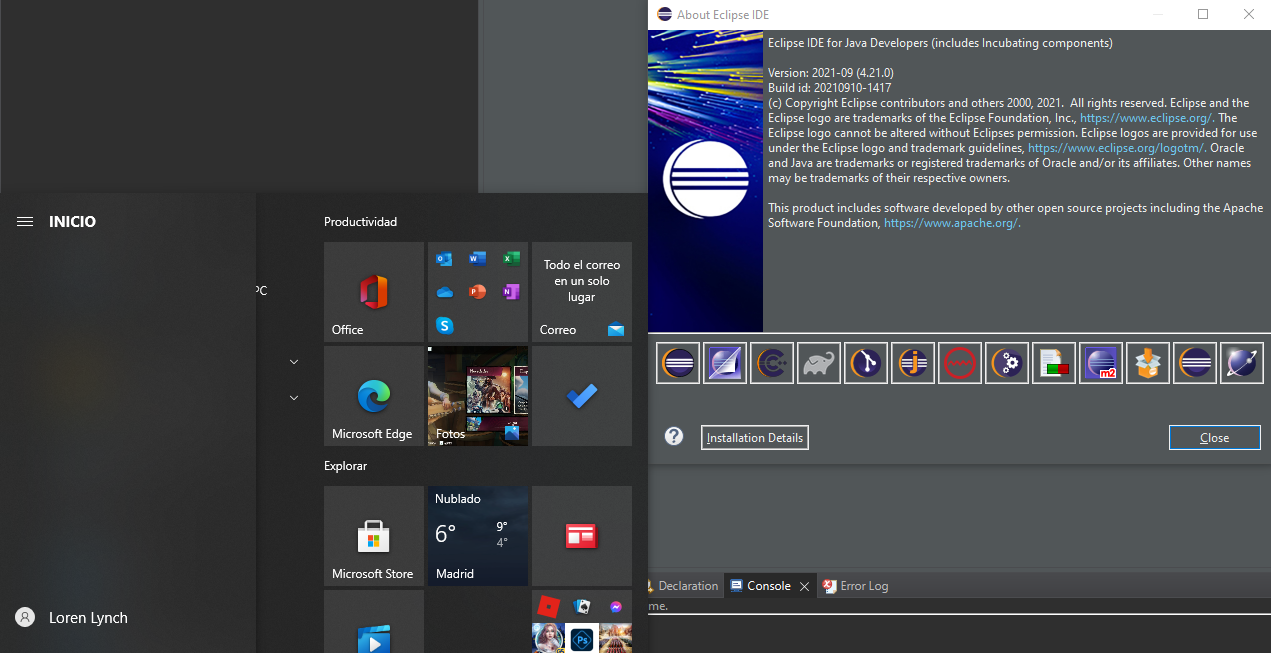 About Eclipse IDE
Eclipse IDE for Java Developers (includes Incubating components)
Version: 2021-09 (4.21.0)
Build id: 20210910-1417
(c) Copyright Eclipse contributors and others 2000, 2021.  All rights reserved. Eclipse and the
Eclipse logo are trademarks of the Eclipse Foundation, Inc., https://www.eclipse.org/. The
Eclipse logo cannot be altered without Eclipses permission. Eclipse logos are provided for use
under the Eclipse logo and trademark guidelines, https://www.eclipse.org/logotm/. Oracle
and Java are trademarks or registered trademarks of Oracle and/or its affiliates. Other names
may be trademarks of their respective owners.
This product includes software developed by other open source projects including the Apache
Software Foundation, https://www.apache.org/.
m2
Installation Details
Close
Declaration
Console
Error Log
me.
INICIO
PC
Loren Lynch
Productividad
Office
Todo el correo
en un solo
lugar
Correo
Microsoft Edge
Fotos
Explorar
Microsoft Store
Nublado
6°
9°
4°
Madrid
Ps